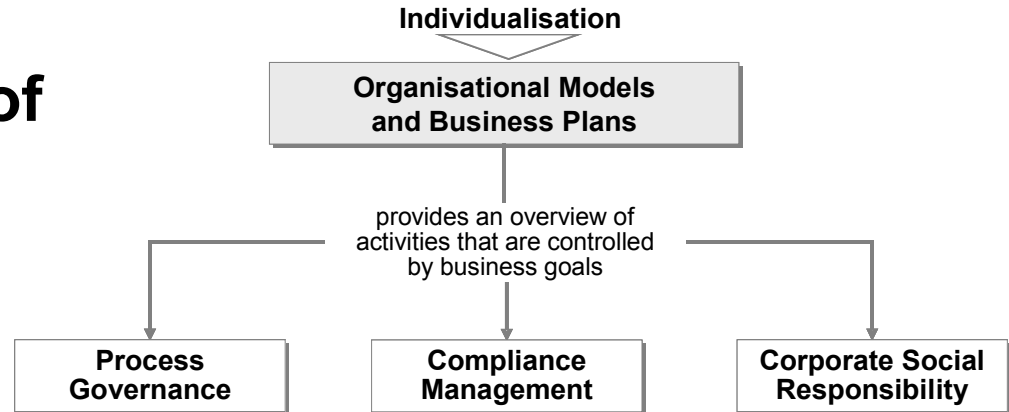 Individualisation
of
Organisational Models
and Business Plans
provides an overview of
activities that are controlled
by business goals
Process
Governance
Compliance
Management
Corporate Social
Responsibility